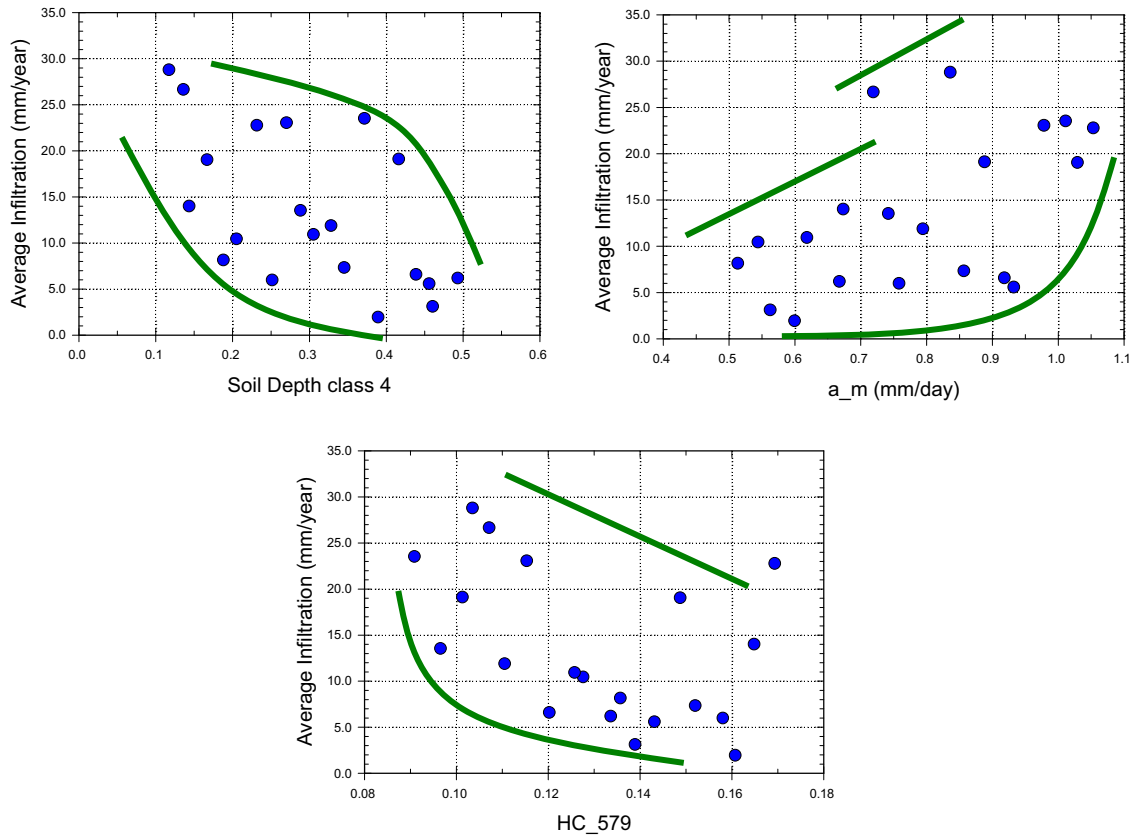 35.0
30.0
25.0
20.0
15.0
10.0
5.0
0.0
Average Infiltration (mm/year)
0.0 0.1 0.2 0.3 0.4 0.5 0.6
Soil Depth class 4
35.0
30.0
25.0
20.0
15.0
10.0
5.0
0.0
Average Infiltration (mm/year)
0.4 0.5 0.6 0.7 0.8 0.9 1.0 1.1
a_m (mm/day)
35.0
30.0
25.0
20.0
15.0
10.0
5.0
0.0
Average Infiltration (mm/year)
0.08 0.10 0.12 0.14 0.16 0.18
HC_579